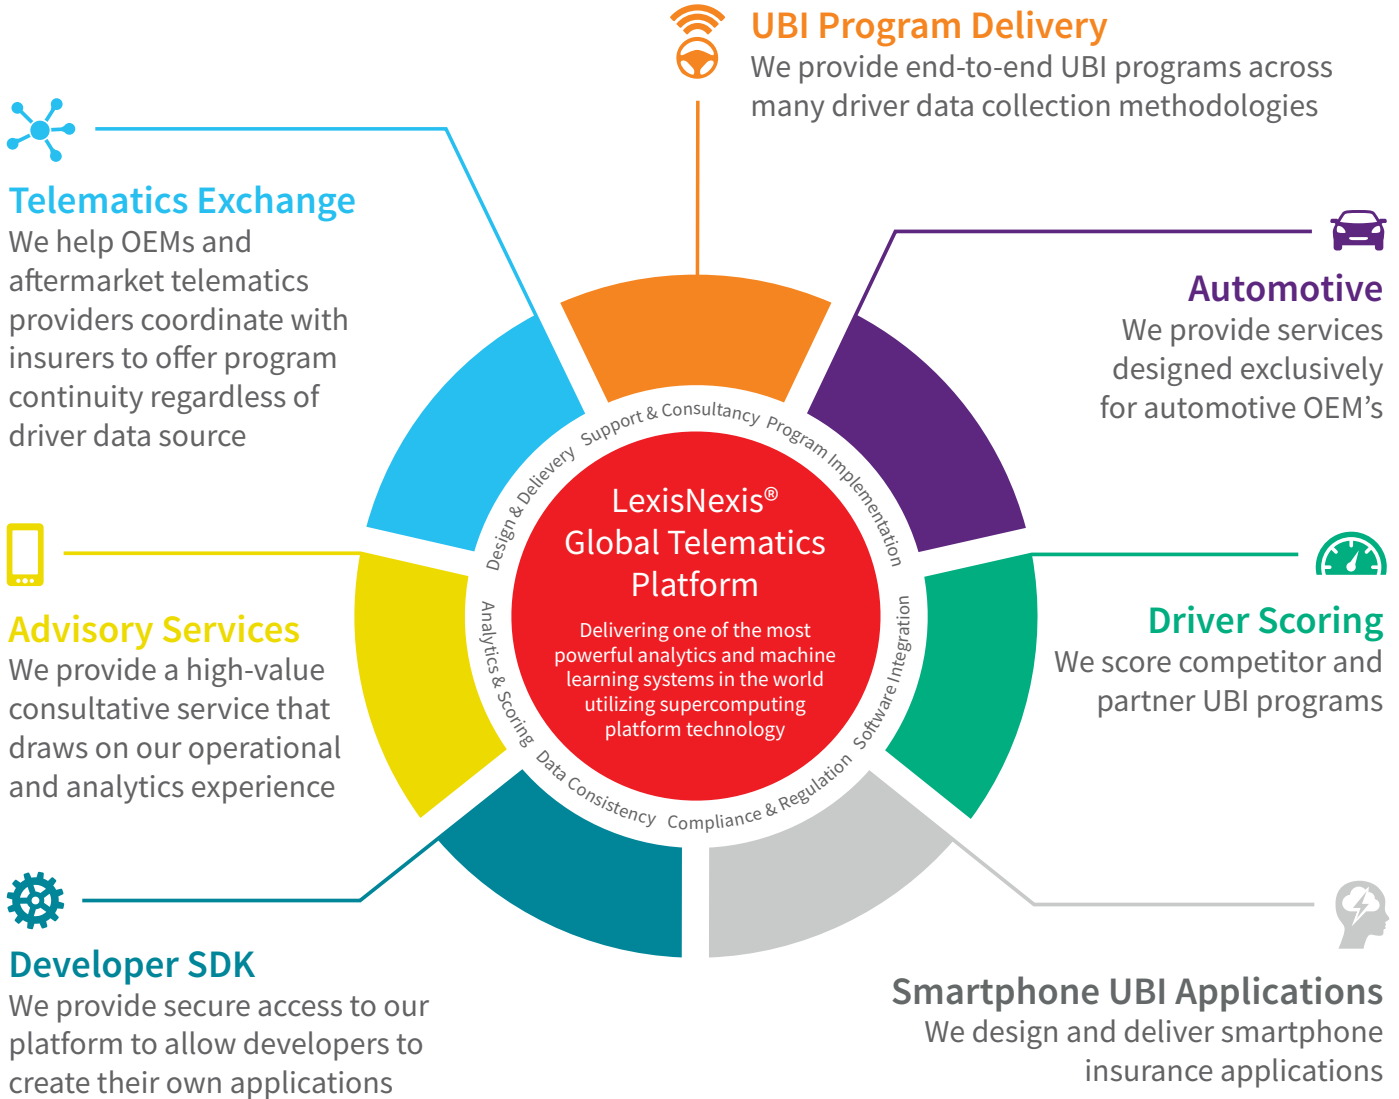 UBI Program Delivery
We provide end-to-end UBI programs across
many driver data collection methodologies
Telematics Exchange
We help OEMs and
aftermarket telematics
providers coordinate with
insurers to offer program
continuity regardless of
driver data source
Automotive
We provide services
designed exclusively
for automotive OEM’s
Support & Consultancy
Program Implementation
Design & Delievery
Software Integration
Analytics & Scoring
Data Consistency
Compliance & Regulation
LexisNexis®
Global Telematics
Platform
Delivering one of the most
powerful analytics and machine
learning systems in the world
utilizing supercomputing
platform technology
Advisory Services
We provide a high-value
consultative service that
draws on our operational
and analytics experience
Driver Scoring
We score competitor and
partner UBI programs
Developer SDK
We provide secure access to our
platform to allow developers to
create their own applications
Smartphone UBI Applications
We design and deliver smartphone
insurance applications